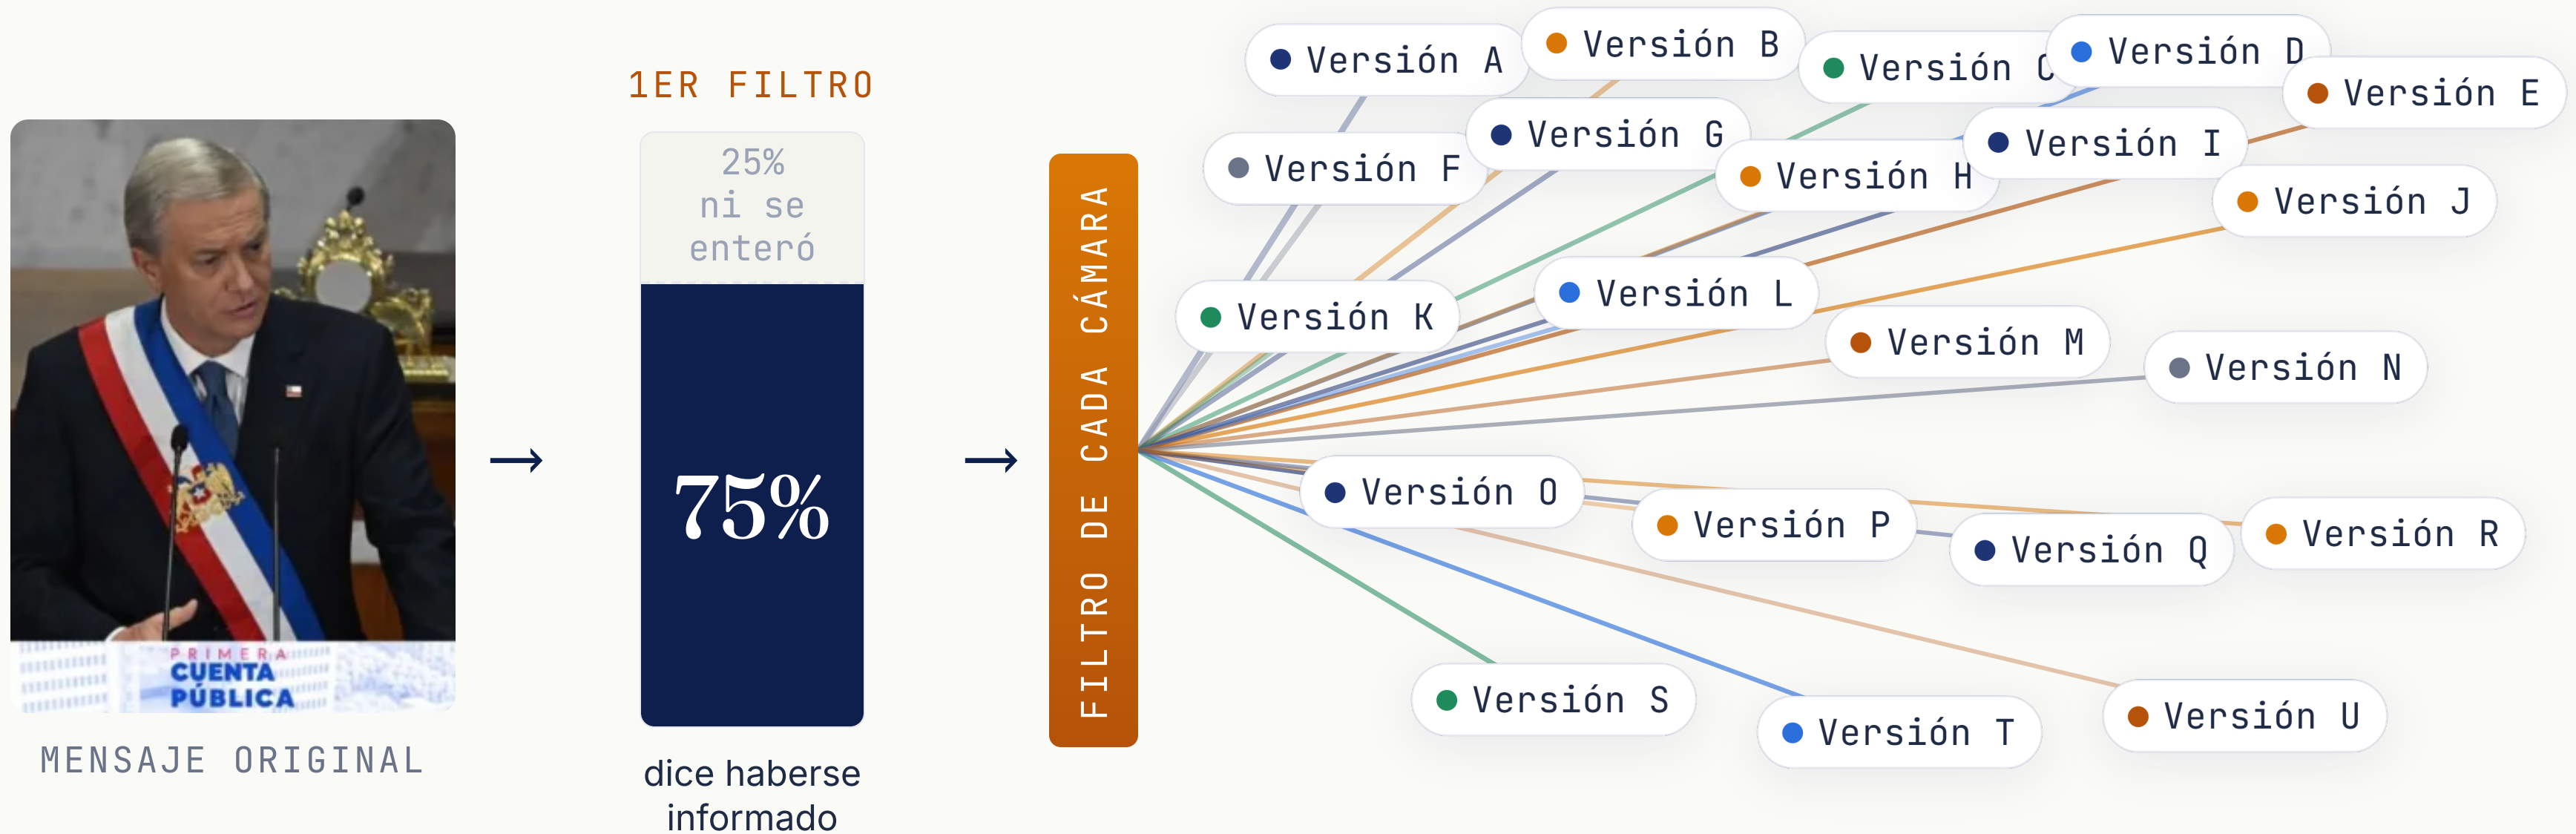 PRIMERA
CUENTA
PÚBLICA
MENSAJE ORIGINAL
→
1ER FILTRO
25%
ni se
enteró
75%
dice haberse
informado
→
FILTRO DE CADA CÁMARA
Versión A
Versión B
Versión C
Versión D
Versión E
Versión F
Versión G
Versión H
Versión I
Versión J
Versión K
Versión L
Versión M
Versión N
Versión O
Versión P
Versión Q
Versión R
Versión S
Versión T
Versión U